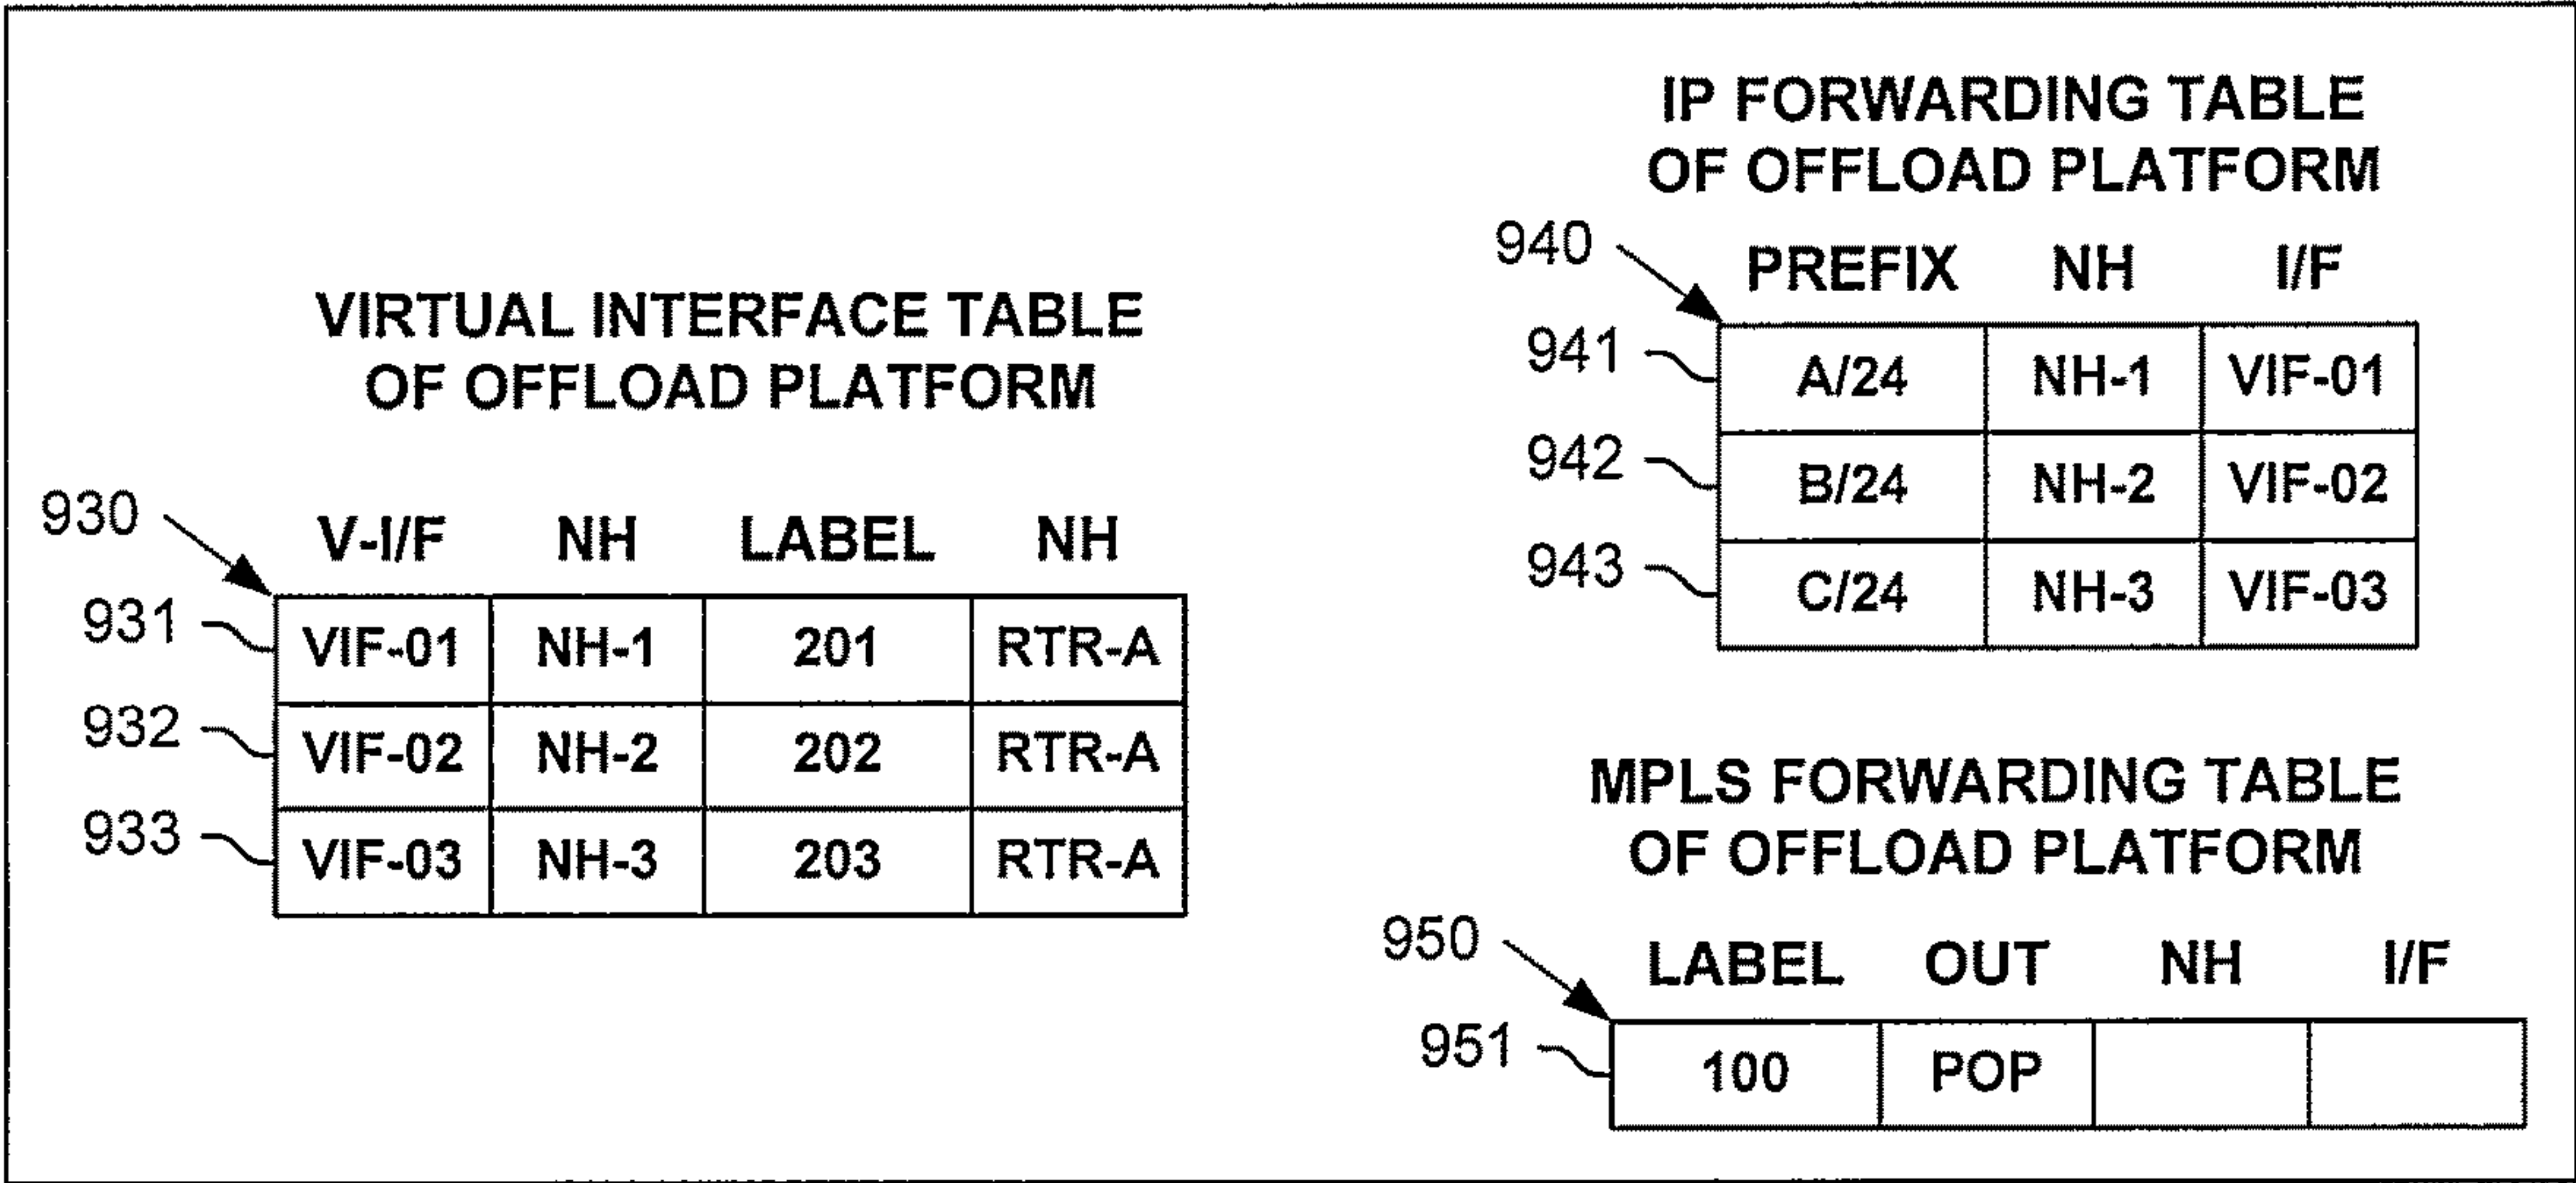 VIRTUAL INTERFACE TABLE
OF OFFLOAD PLATFORM
930
V-I/F NH LABEL NH
931 VIF-01 NH-1 201 RTR-A
932 VIF-02 NH-2 202 RTR-A
933 VIF-03 NH-3 203 RTR-A
IP FORWARDING TABLE
OF OFFLOAD PLATFORM
940
PREFIX NH I/F
941 A/24 NH-1 VIF-01
942 B/24 NH-2 VIF-02
943 C/24 NH-3 VIF-03
MPLS FORWARDING TABLE
OF OFFLOAD PLATFORM
950
LABEL OUT NH I/F
951 100 POP